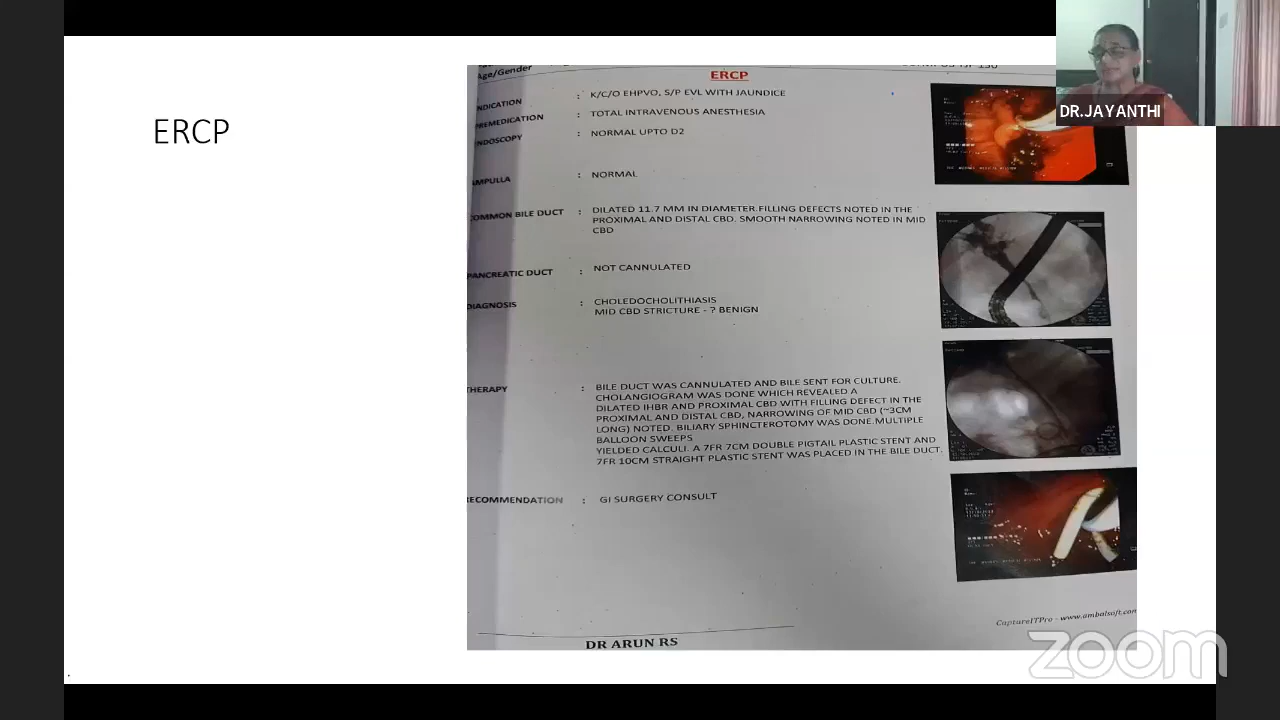 ERCP
Age/Gender
ERCP
INDICATION : K/C/O EHPVO, S/P EVL WITH JAUNDICE
PREMEDICATION : TOTAL INTRAVENOUS ANESTHESIA
ENDOSCOPY : NORMAL UPTO D2
AMPULLA : NORMAL
COMMON BILE DUCT : DILATED 11.7 MM IN DIAMETER.FILLING DEFECTS NOTED IN THE
PROXIMAL AND DISTAL CBD. SMOOTH NARROWING NOTED IN MID
CBD
PANCREATIC DUCT : NOT CANNULATED
DIAGNOSIS : CHOLEDOCHOLITHIASIS
MID CBD STRICTURE - ? BENIGN
THERAPY : BILE DUCT WAS CANNULATED AND BILE SENT FOR CULTURE.
CHOLANGIOGRAM WAS DONE WHICH REVEALED A
DILATED IHBR AND PROXIMAL CBD WITH FILLING DEFECT IN THE
PROXIMAL AND DISTAL CBD, NARROWING OF MID CBD (~3CM
LONG) NOTED. BILIARY SPHINCTEROTOMY WAS DONE.MULTIPLE
BALLOON SWEEPS
YIELDED CALCULI. A 7FR 7CM DOUBLE PIGTAIL PLASTIC STENT AND
7FR 10CM STRAIGHT PLASTIC STENT WAS PLACED IN THE BILE DUCT.
RECOMMENDATION : GI SURGERY CONSULT
CaptureITPro - www.ambalsoft.com
DR ARUN RS
DR.JAYANTHI
zoom